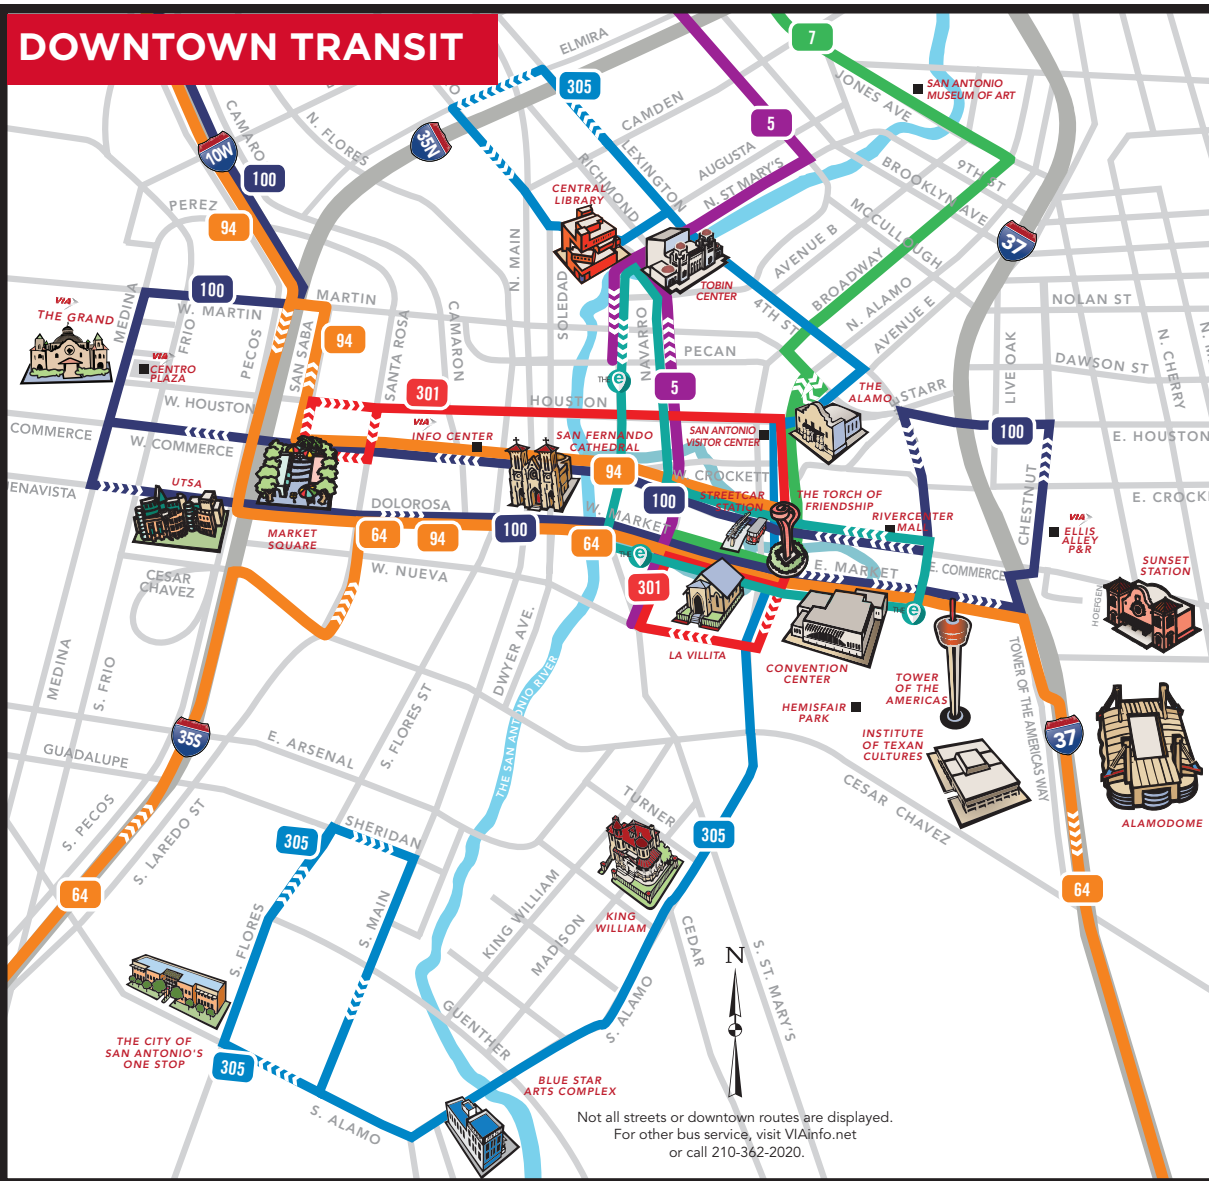 DOWNTOWN TRANSIT
ELMIRA
7
305
JONES AVE
SAN ANTONIO
MUSEUM OF ART
CAMARO
N. FLORES
35N
CAMDEN
5
10W
100
LEXINGTON
AUGUSTA
RICHMOND
N. ST MARY'S
BROOKLYN AVE
9TH ST
PEREZ
94
CENTRAL
LIBRARY
MCCULLOUGH
37
N. MAIN
AVENUE B
BROADWAY
SOLEDAD
TOBIN
CENTER
N. ALAMO
AVENUE E
4TH ST
100
MARTIN
W. MARTIN
MEDINA
VIA
THE GRAND
FRIO
PECOS
SAN SABA
94
SANTA ROSA
CAMARON
NAVARRO
PECAN
NOLAN ST
LIVE OAK
DAWSON ST
N. CHERRY
VIA
CENTRO
PLAZA
THE e
5
THE
ALAMO
STARR
W. HOUSTON
301
HOUSTON
COMMERCE
W. COMMERCE
VIA
INFO CENTER
SAN FERNANDO
CATHEDRAL
SAN ANTONIO
VISITOR CENTER
100
E. HOUSTON
94
W. CROCKETT
UTSA
DOLOROSA
100
STREETCAR
STATION
THE TORCH OF
FRIENDSHIP
CHESTNUT
E. CROCK
W. MARKET
RIVERCENTER
MALL
VIA
ELLIS
ALLEY
P&R
MARKET
SQUARE
64
94
100
64
THE e
E. MARKET
E. COMMERCE
SUNSET
STATION
CESAR
CHAVEZ
W. NUEVA
301
HOEFGEN
THE e
LA VILLITA
CONVENTION
CENTER
TOWER
OF THE
AMERICAS
TOWER OF THE AMERICAS WAY
MEDINA
S. FRIO
DWYER AVE.
THE SAN ANTONIO RIVER
HEMISFAIR
PARK
S. FLORES ST
35S
INSTITUTE
OF TEXAN
CULTURES
37
GUADALUPE
E. ARSENAL
CESAR CHAVEZ
S. PECOS
S. LAREDO ST
TURNER
ALAMODOME
SHERIDAN
305
305
64
64
KING WILLIAM
KING
WILLIAM
S. FLORES
S. MAIN
MADISON
CEDAR
S. ST. MARY'S
N
S. ALAMO
GUENTHER
THE CITY OF
SAN ANTONIO'S
ONE STOP
305
BLUE STAR
ARTS COMPLEX
S. ALAMO
Not all streets or downtown routes are displayed.
For other bus service, visit VIAinfo.net
or call 210-362-2020.